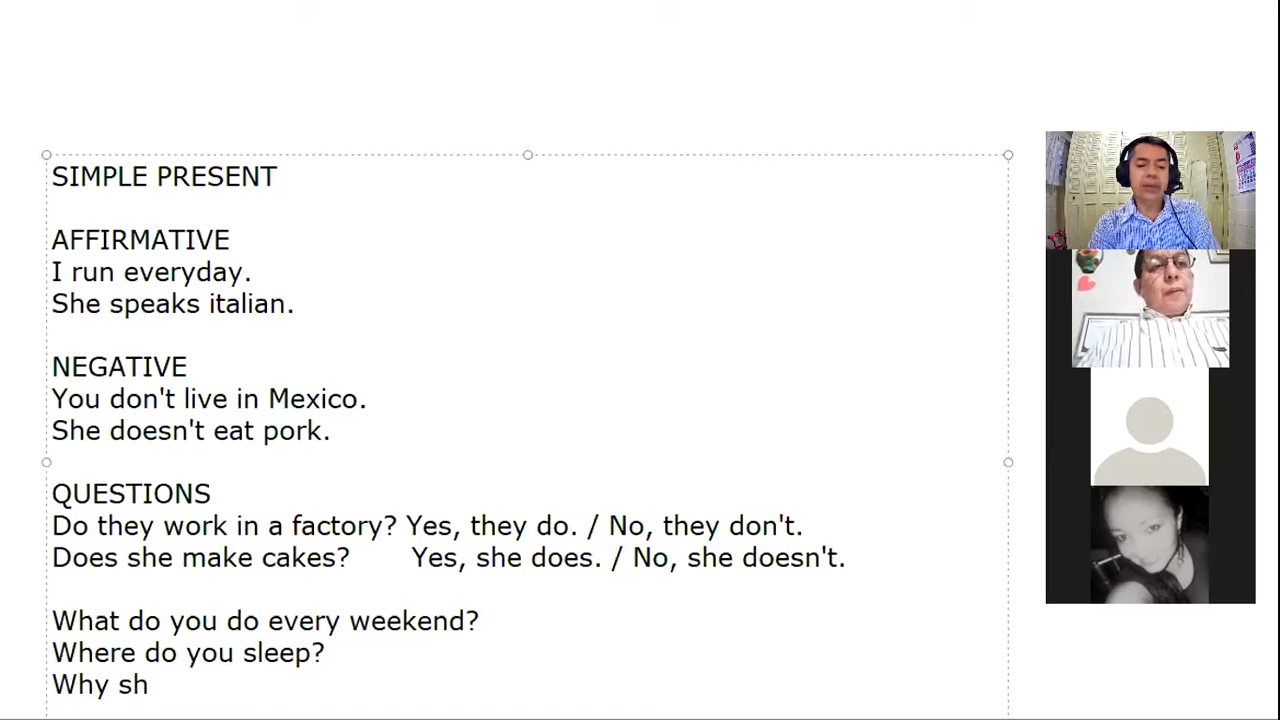 SIMPLE PRESENT
AFFIRMATIVE
I run everyday.
She speaks italian.
NEGATIVE
You don't live in Mexico.
She doesn't eat pork.
QUESTIONS
Do they work in a factory? Yes, they do. / No, they don't.
Does she make cakes? Yes, she does. / No, she doesn't.
What do you do every weekend?
Where do you sleep?
Why sh